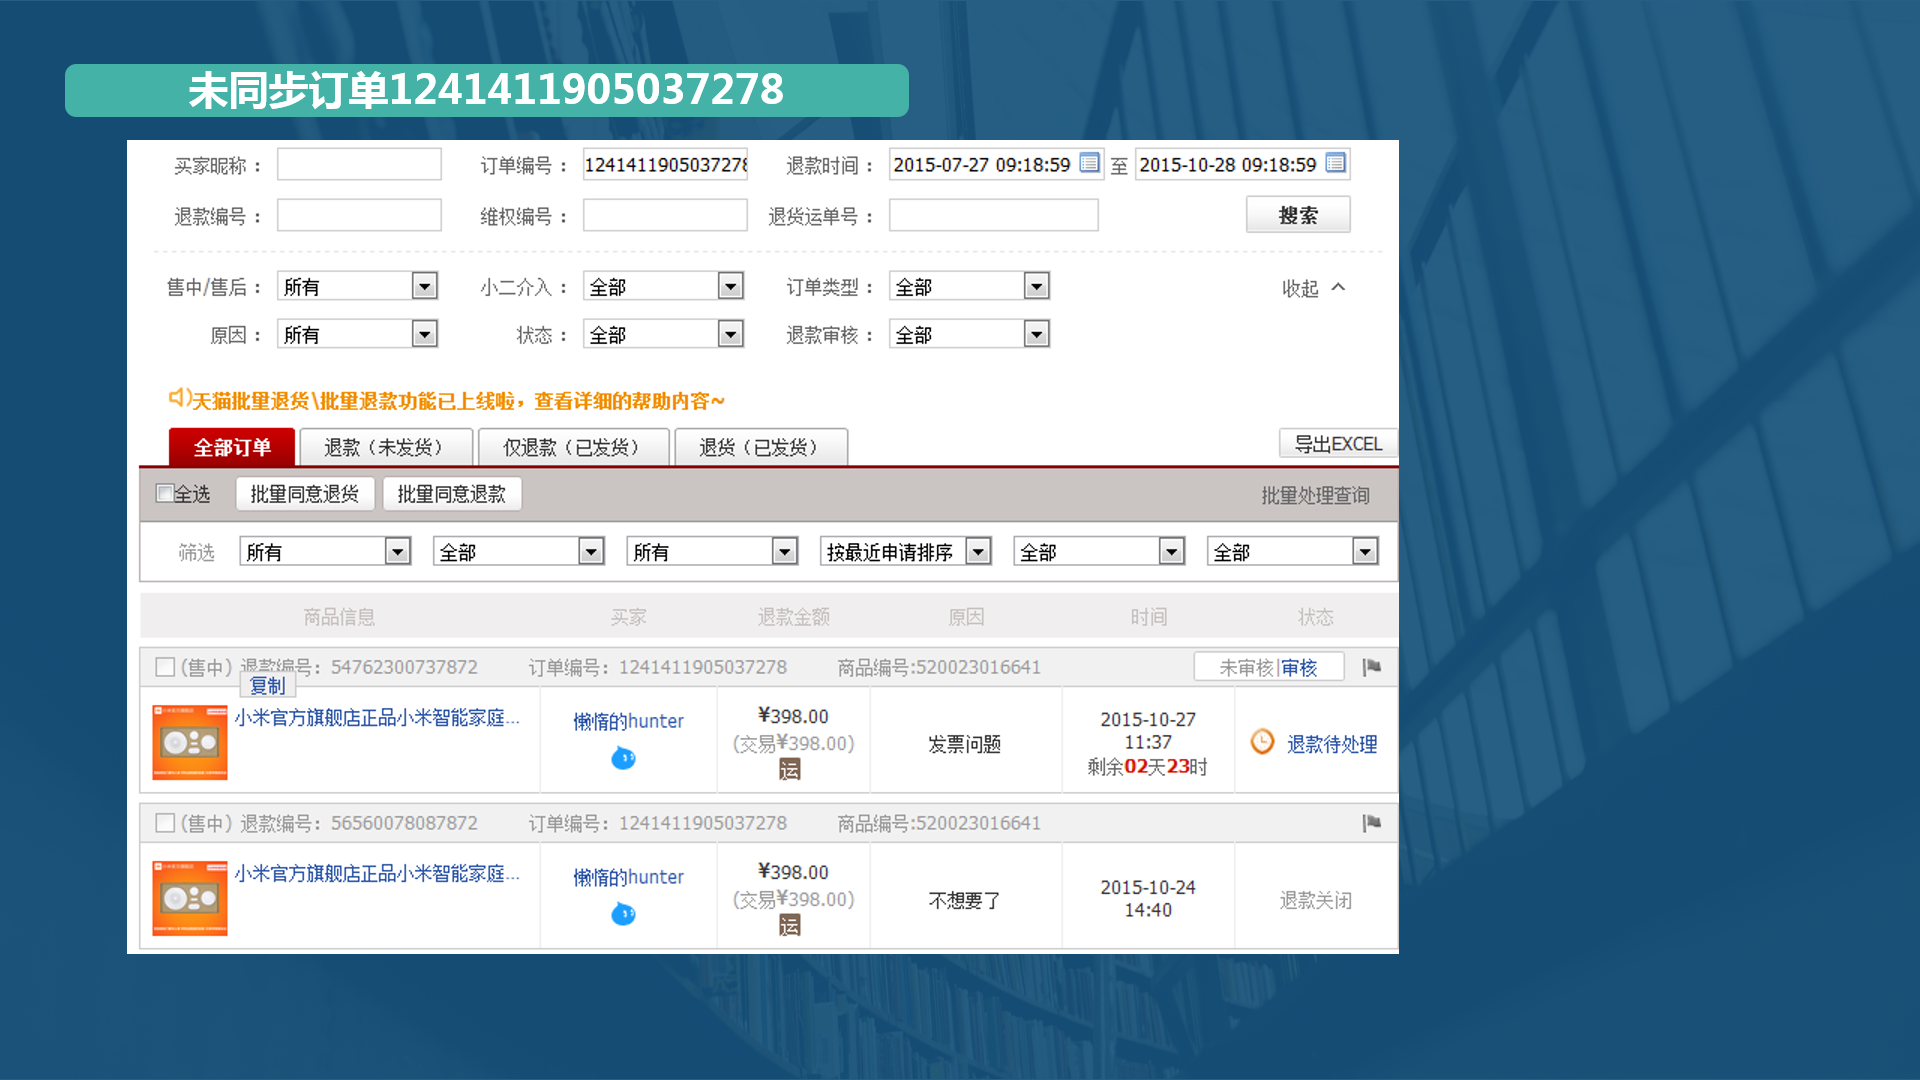 未同步订单1241411905037278
买家昵称： 订单编号： 1241411905037278 退款时间： 2015-07-27 09:18:59 至 2015-10-28 09:18:59
退款编号： 维权编号： 退货运单号： 搜索
售中/售后： 所有 小二介入： 全部 订单类型： 全部 收起
原因： 所有 状态： 全部 退款审核： 全部
天猫批量退货\批量退款功能已上线啦，查看详细的帮助内容~
全部订单 退款（未发货） 仅退款（已发货） 退货（已发货） 导出EXCEL
全选 批量同意退货 批量同意退款 批量处理查询
筛选 所有 全部 所有 按最近申请排序 全部 全部
商品信息 买家 退款金额 原因 时间 状态
(售中) 退款编号: 54762300737872 订单编号: 1241411905037278 商品编号:520023016641 未审核|审核
复制
小米官方旗舰店正品小米智能家庭... 懒惰的hunter ¥398.00 (交易¥398.00) 运 发票问题 2015-10-27 11:37 剩余02天23时 退款待处理
(售中) 退款编号: 56560078087872 订单编号: 1241411905037278 商品编号:520023016641
小米官方旗舰店正品小米智能家庭... 懒惰的hunter ¥398.00 (交易¥398.00) 运 不想要了 2015-10-24 14:40 退款关闭